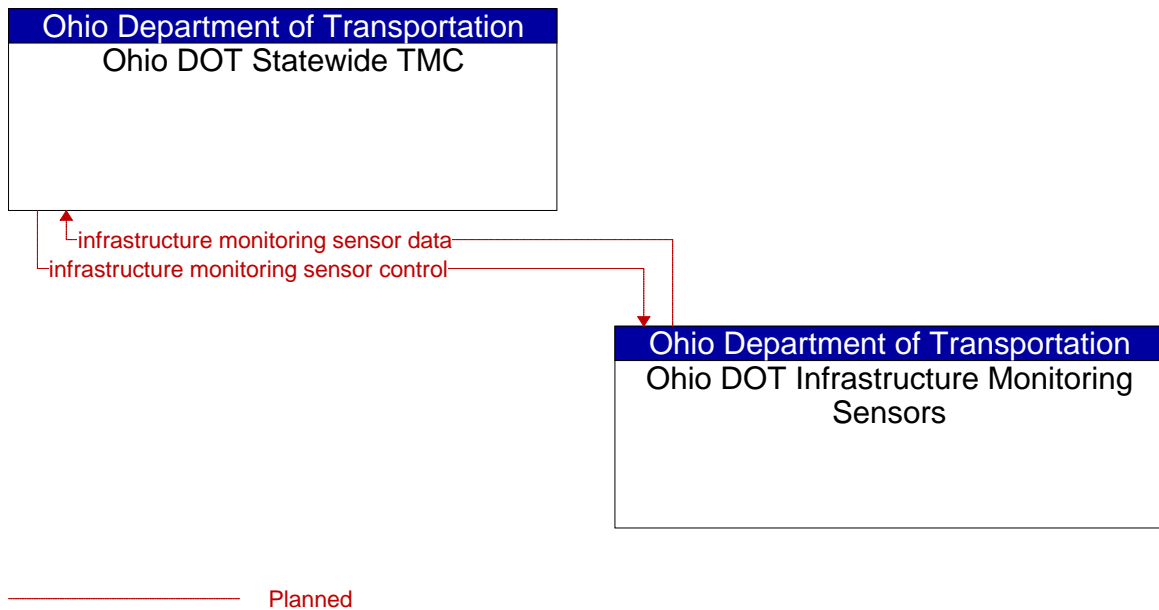 Ohio Department of Transportation
Ohio DOT Statewide TMC
infrastructure monitoring sensor data
infrastructure monitoring sensor control
Ohio Department of Transportation
Ohio DOT Infrastructure Monitoring
Sensors
Planned